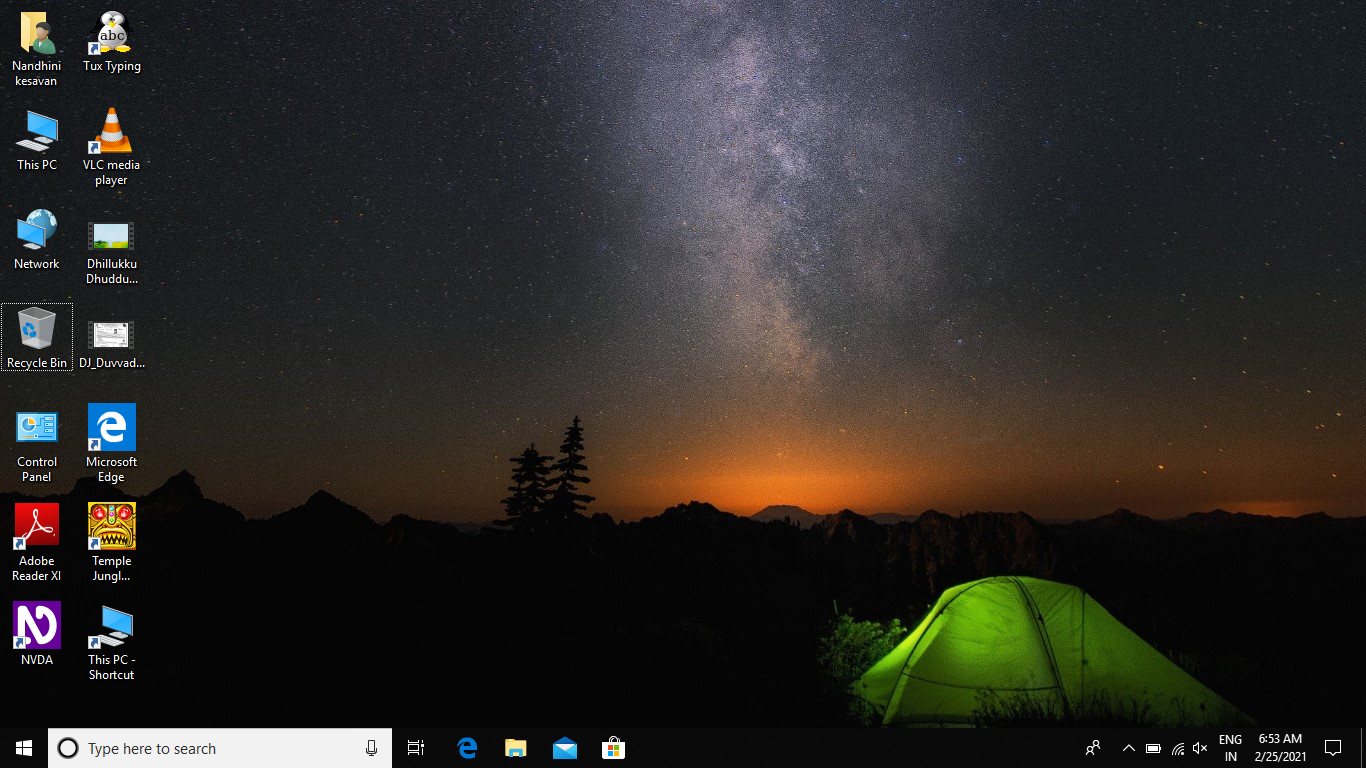 Nandhini
kesavan
This PC
Network
Recycle Bin
Control
Panel
Adobe
Reader XI
NVDA
abc
Tux Typing
VLC media
player
Dhillukku
Dhuddu...
DJ_Duvvad...
Microsoft
Edge
Temple
Jungl...
This PC -
Shortcut
Type here to search
ENG
IN
6:53 AM
2/25/2021